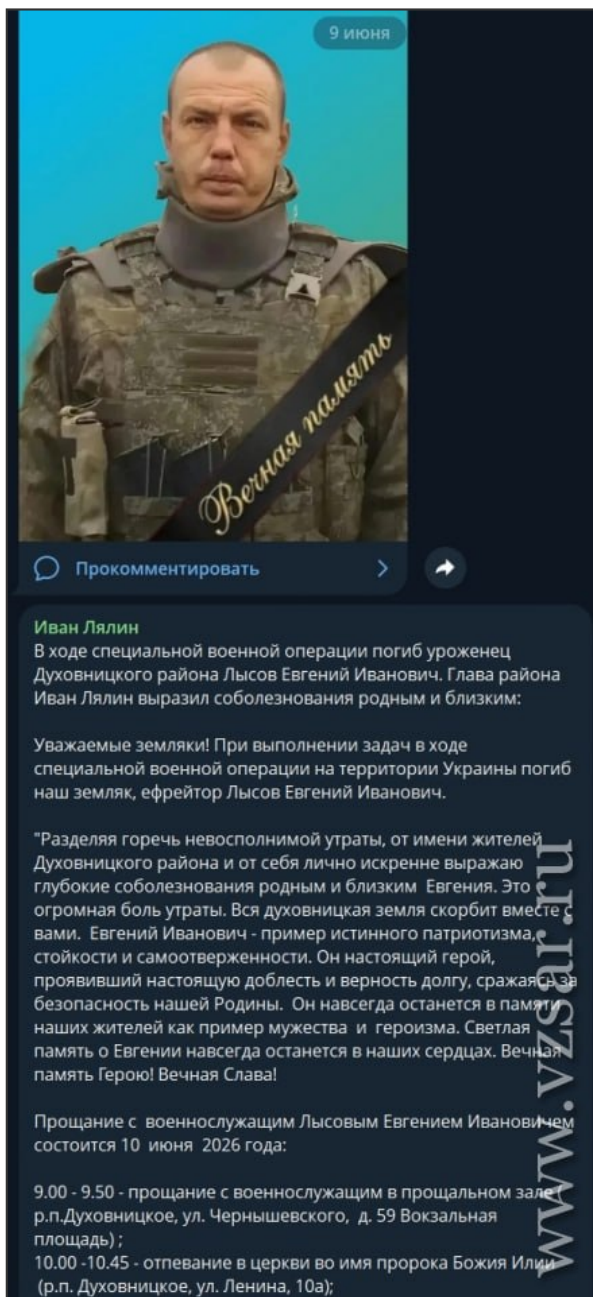 9 июня
Вечная память
Прокомментировать
Иван Лялин
В ходе специальной военной операции погиб уроженец
Духовницкого района Лысов Евгений Иванович. Глава района
Иван Лялин выразил соболезнования родным и близким:
Уважаемые земляки! При выполнении задач в ходе
специальной военной операции на территории Украины погиб
наш земляк, ефрейтор Лысов Евгений Иванович.
"Разделяя горечь невосполнимой утраты, от имени жителей
Духовницкого района и от себя лично искренне выражаю
глубокие соболезнования родным и близким  Евгения. Это
огромная боль утраты. Вся духовницкая земля скорбит вместе с
вами.  Евгений Иванович - пример истинного патриотизма,
стойкости и самоотверженности. Он настоящий герой,
проявивший настоящую доблесть и верность долгу, сражаясь за
безопасность нашей Родины.  Он навсегда останется в памяти
наших жителей как пример мужества  и  героизма. Светлая
память о Евгении навсегда останется в наших сердцах. Вечная
память Герою! Вечная Слава!
Прощание с  военнослужащим Лысовым Евгением Ивановичем
состоится 10  июня  2026 года:
9.00 - 9.50 - прощание с военнослужащим в прощальном зале (
р.п.Духовницкое, ул. Чернышевского,  д. 59 Вокзальная
площадь) ;
10.00 -10.45 - отпевание в церкви во имя пророка Божия Илии
(р.п. Духовницкое, ул. Ленина, 10а);
www.vzsar.ru